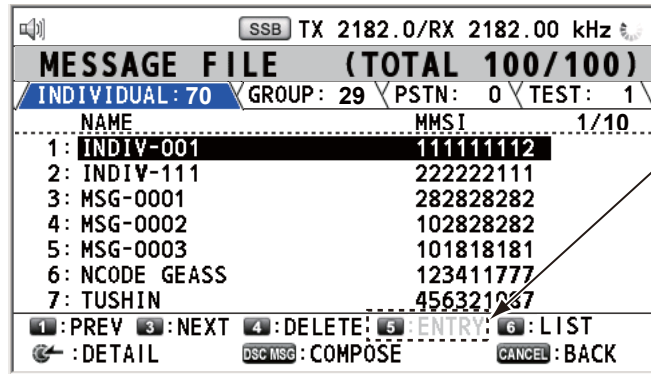 SSB TX 2182.0/RX 2182.00 kHz
MESSAGE FILE (TOTAL 100/100)
INDIVIDUAL: 70 GROUP: 29 PSTN: 0 TEST: 1
NAME MMSI 1/10
1: INDIV-001 111111112
2: INDIV-111 222222111
3: MSG-0001 282828282
4: MSG-0002 102828282
5: MSG-0003 101818181
6: NCODE GEASS 123411777
7: TUSHIN 456321987
1 :PREV 3 :NEXT 4 :DELETE 5 :ENTRY 6 :LIST
:DETAIL DSC MSG :COMPOSE CANCEL :BACK